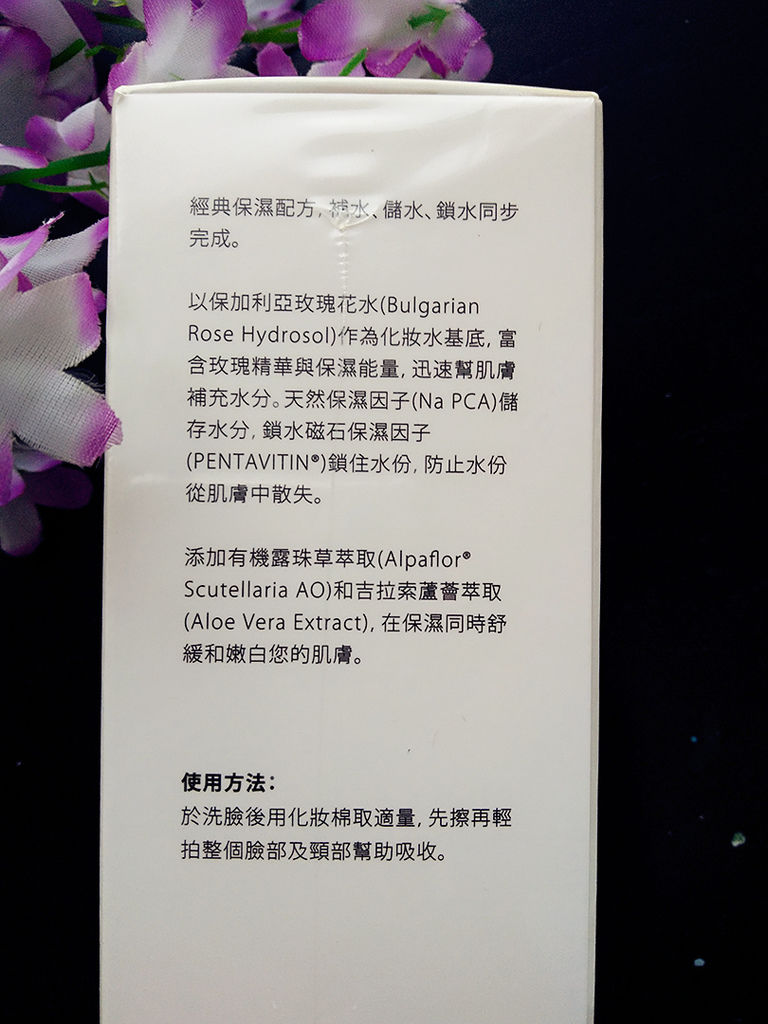 經典保濕配方, 補水、儲水、鎖水同步
完成。
以保加利亞玫瑰花水(Bulgarian
Rose Hydrosol)作為化妝水基底, 富
含玫瑰精華與保濕能量, 迅速幫肌膚
補充水分。天然保濕因子(Na PCA)儲
存水分, 鎖水磁石保濕因子
(PENTAVITIN®)鎖住水份, 防止水份
從肌膚中散失。
添加有機露珠草萃取(Alpaflor®
Scutellaria AO)和吉拉索蘆薈萃取
(Aloe Vera Extract), 在保濕同時舒
緩和嫩白您的肌膚。
使用方法:
於洗臉後用化妝棉取適量, 先擦再輕
拍整個臉部及頸部幫助吸收。